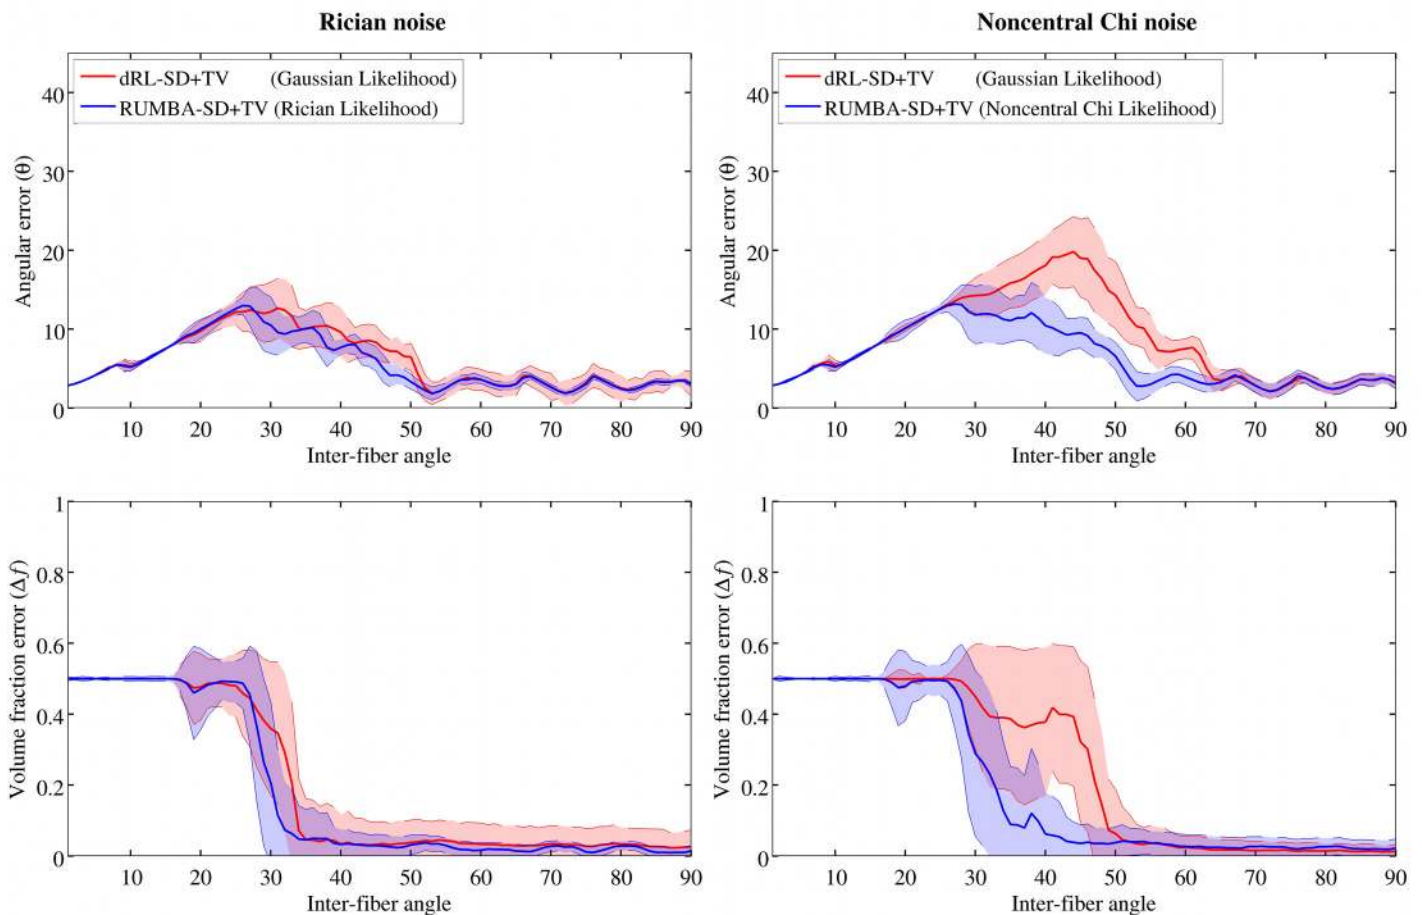 Rician noise
Noncentral Chi noise
dRL-SD+TV (Gaussian Likelihood)
RUMBA-SD+TV (Rician Likelihood)
dRL-SD+TV (Gaussian Likelihood)
RUMBA-SD+TV (Noncentral Chi Likelihood)
Angular error (θ)
40
30
20
10
0
10 20 30 40 50 60 70 80 90
Inter-fiber angle
Angular error (θ)
40
30
20
10
0
10 20 30 40 50 60 70 80 90
Inter-fiber angle
Volume fraction error (Δf)
1
0.8
0.6
0.4
0.2
0
10 20 30 40 50 60 70 80 90
Inter-fiber angle
Volume fraction error (Δf)
1
0.8
0.6
0.4
0.2
0
10 20 30 40 50 60 70 80 90
Inter-fiber angle